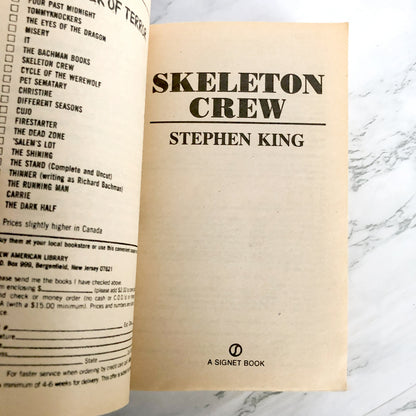 OF TERROR
FOUR PAST MIDNIGHT
TOMMYKNOCKERS
THE EYES OF THE DRAGON
MISERY
IT
THE BACHMAN BOOKS
SKELETON CREW
CYCLE OF THE WEREWOLF
PET SEMATARY
CHRISTINE
DIFFERENT SEASONS
CUJO
FIRESTARTER
THE DEAD ZONE
'SALEM'S LOT
THE SHINING
THE STAND (Complete and Uncut)
THINNER (writing as Richard Bachman)
THE RUNNING MAN
CARRIE
THE DARK HALF
Prices slightly higher in Canada
them at your local bookstore or use this convenient
AMERICAN LIBRARY
Box 999, Bergenfield, New Jersey 07621
send me the books I have checked above.
enclosing $ (please add $2.00
check or money order (no cash or C.O.D.
(with a $15.00 minimum). Prices and numbers are
#
State
For faster service when ordering by credit card
minimum of 4-6 weeks for delivery. This offer is
SKELETON
CREW
STEPHEN KING
A SIGNET BOOK